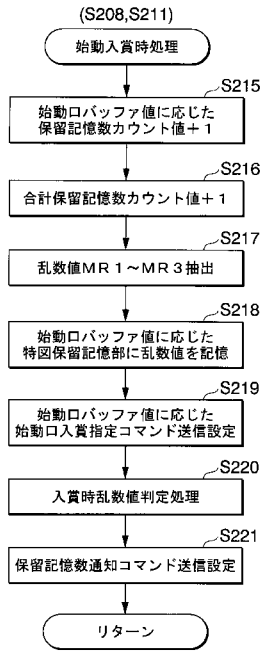 (S208,S211)
始動入賞時処理
S215
始動口バッファ値に応じた
保留記憶数カウント値+1
S216
合計保留記憶数カウント値+1
S217
乱数値MR1~MR3抽出
S218
始動口バッファ値に応じた
特図保留記憶部に乱数値を記憶
S219
始動口バッファ値に応じた
始動口入賞指定コマンド送信設定
S220
入賞時乱数値判定処理
S221
保留記憶数通知コマンド送信設定
リターン